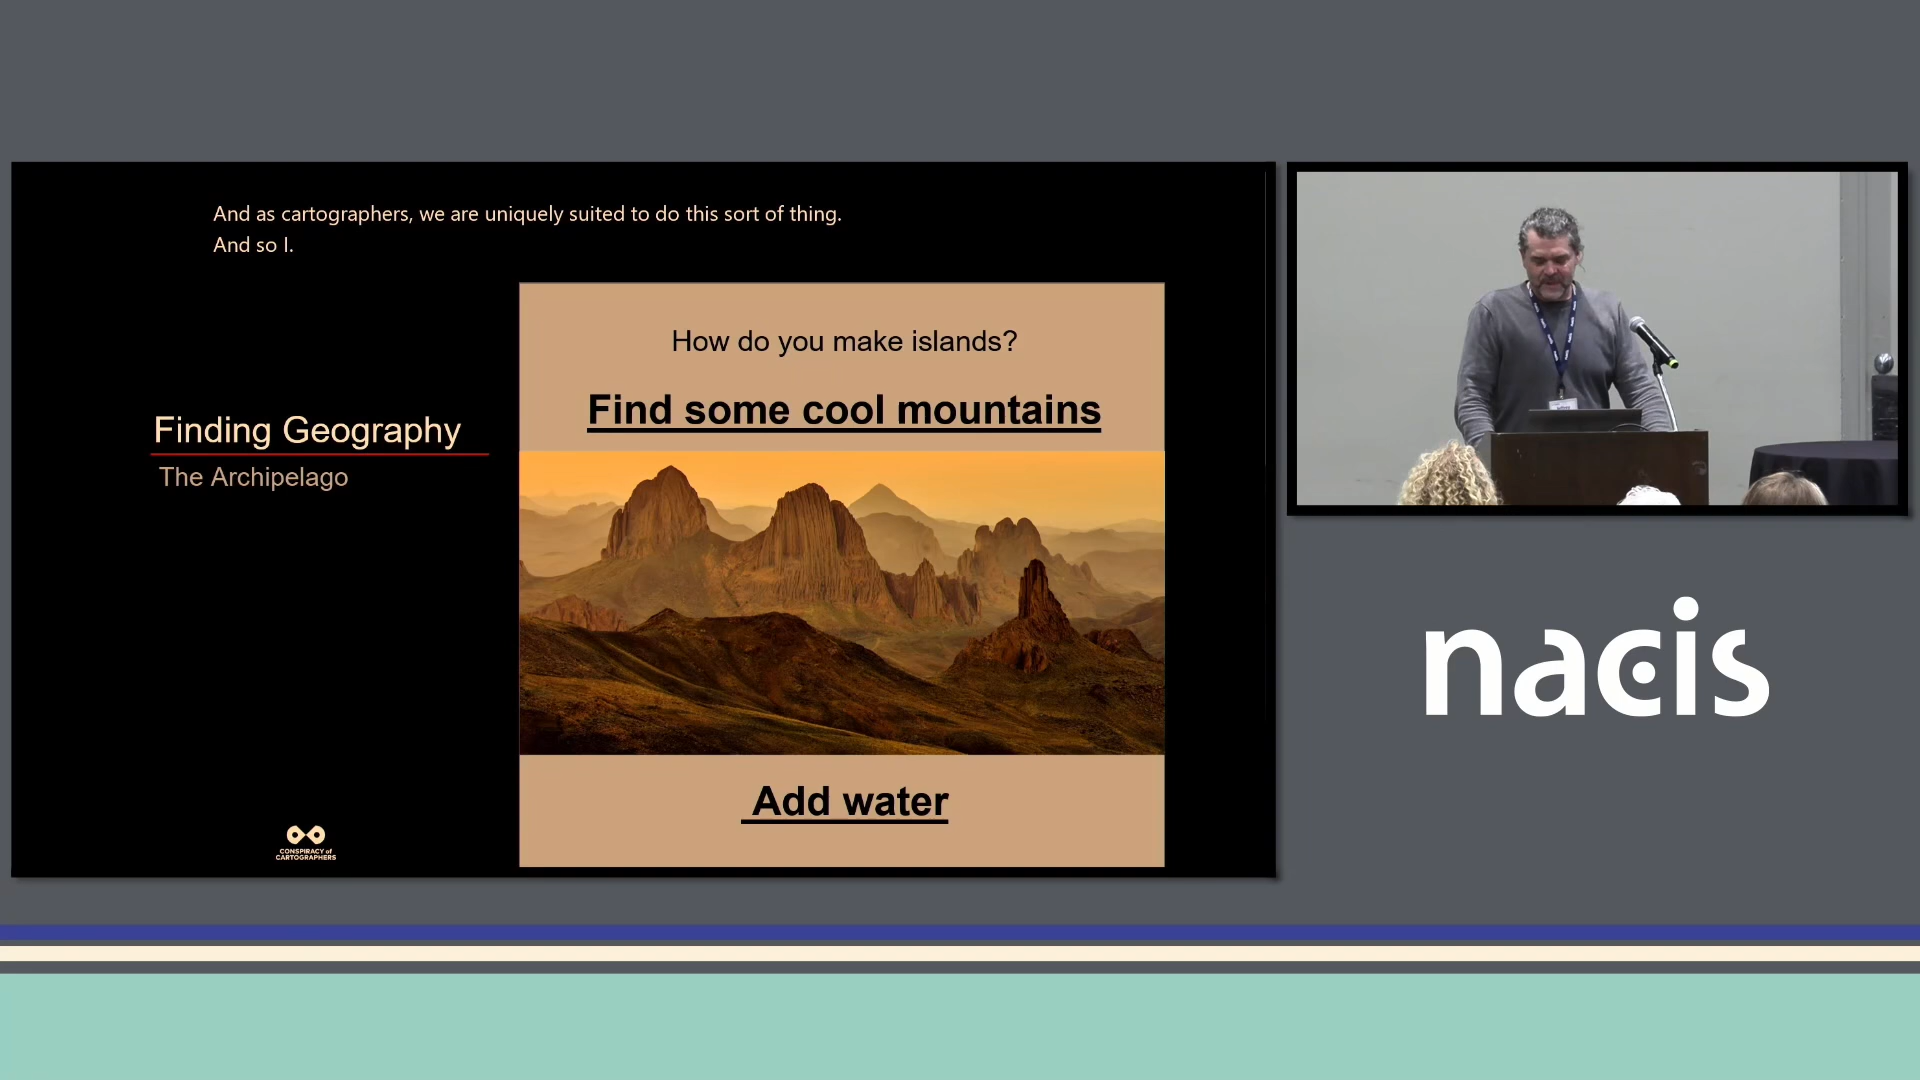 And as cartographers, we are uniquely suited to do this sort of thing.
And so I.
How do you make islands?
Find some cool mountains
Finding Geography
The Archipelago
Add water
CONSPIRACY of
CARTOGRAPHERS
nacis